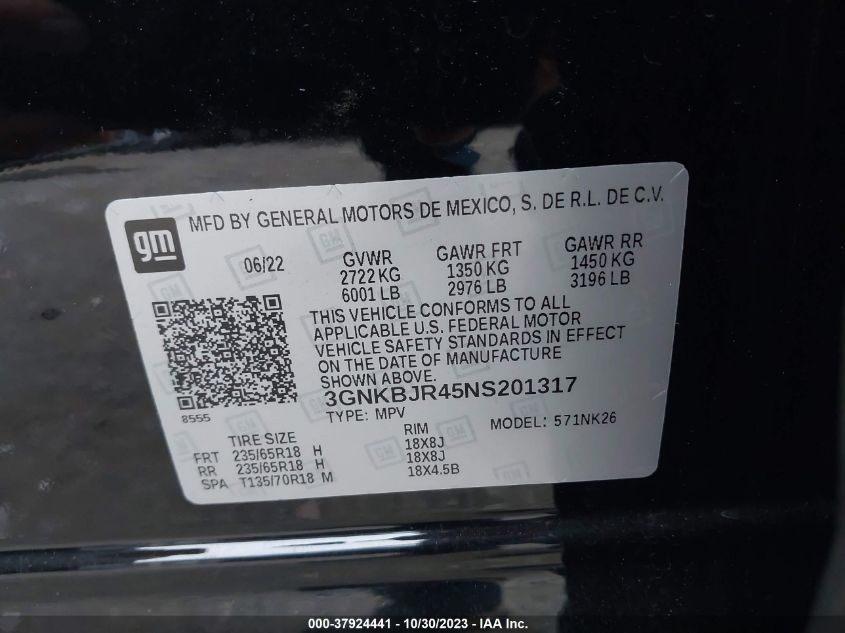 gm
MFD BY GENERAL MOTORS DE MEXICO, S. DE R.L. DE C.V.
06/22 GVWR GAWR FRT GAWR RR
2722 KG 1350 KG 1450 KG
6001 LB 2976 LB 3196 LB
THIS VEHICLE CONFORMS TO ALL
APPLICABLE U.S. FEDERAL MOTOR
VEHICLE SAFETY STANDARDS IN EFFECT
ON THE DATE OF MANUFACTURE
SHOWN ABOVE.
3GNKBJR45NS201317
8555
TYPE: MPV MODEL: 571NK26
TIRE SIZE RIM
FRT 235/65R18 H 18X8J
RR 235/65R18 H 18X8J
SPA T135/70R18 M 18X4.5B
000-37924441 - 10/30/2023 - IAA Inc.